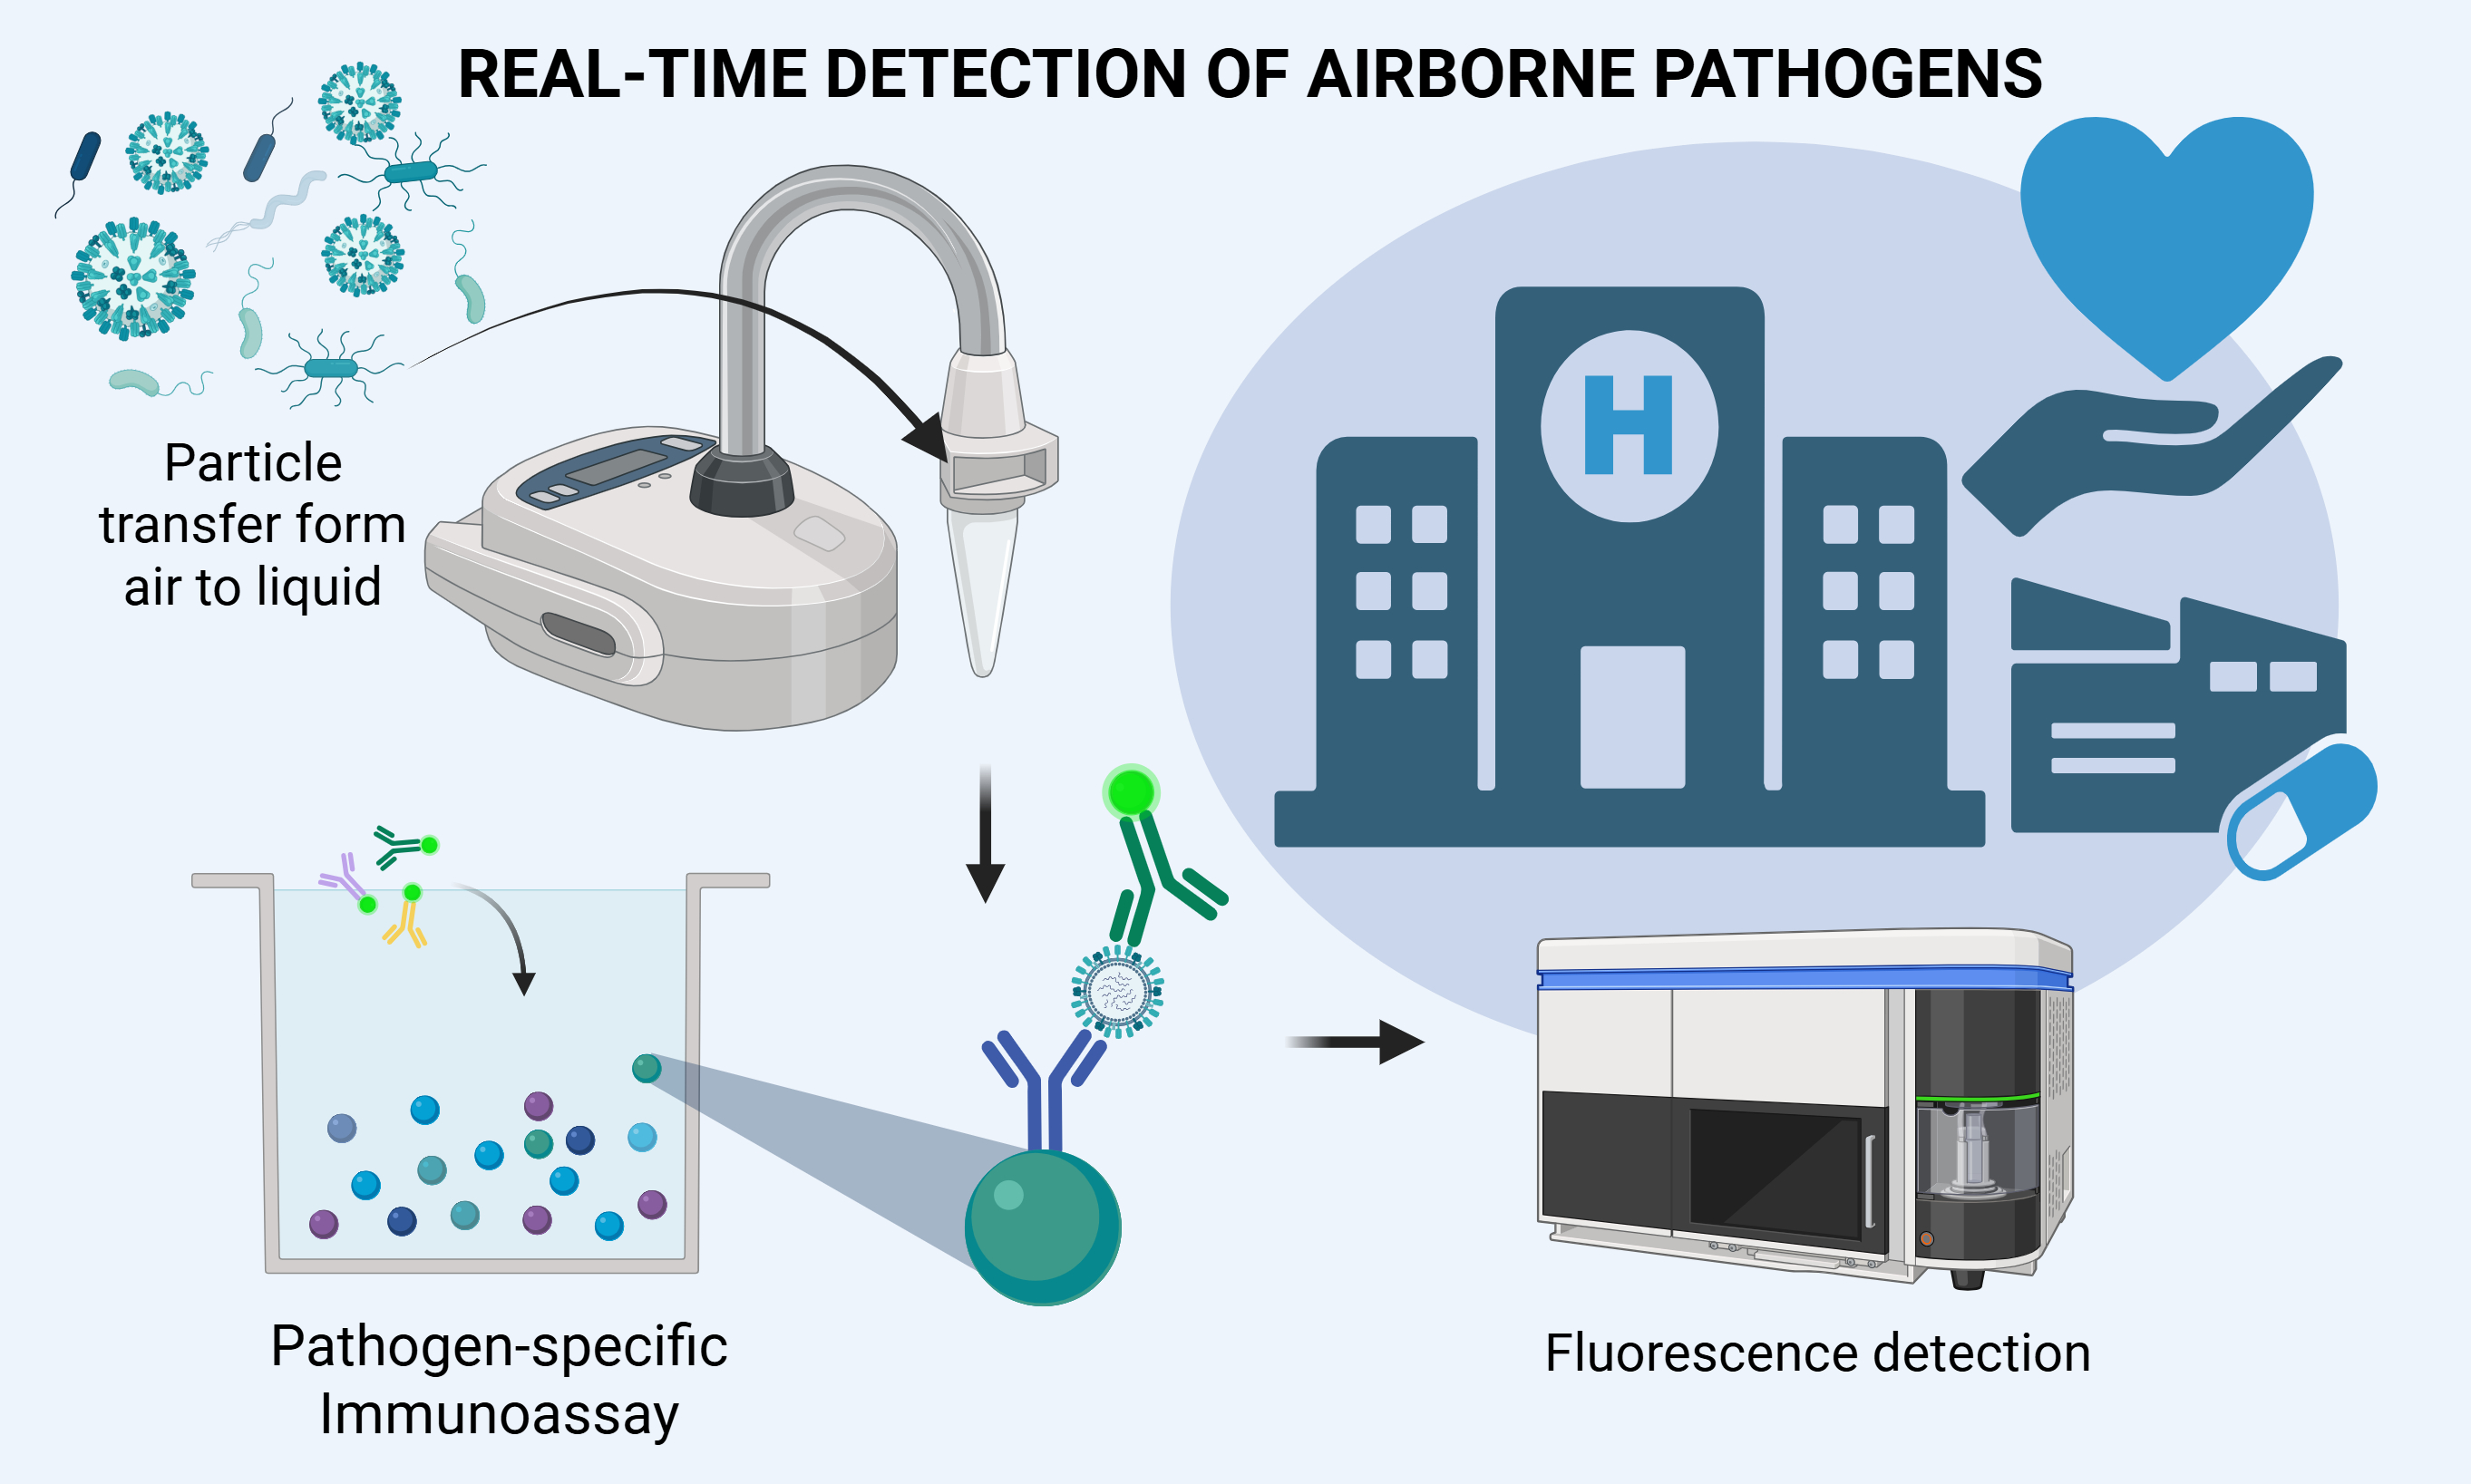 REAL-TIME DETECTION OF AIRBORNE PATHOGENS
H
Particle
transfer form
air to liquid
Pathogen-specific
Immunoassay
Fluorescence detection